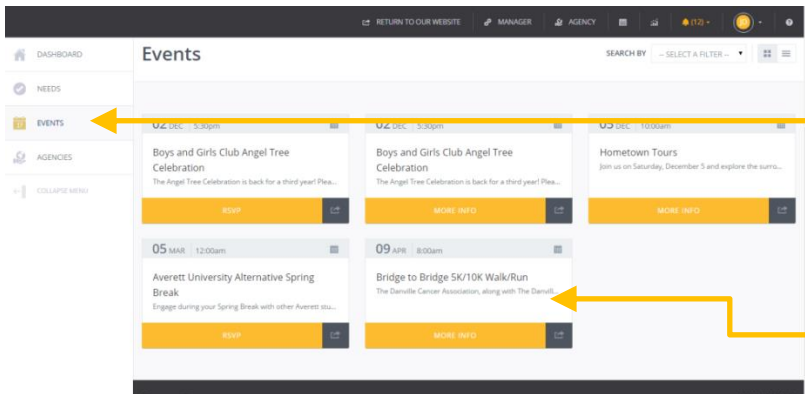 RETURN TO OUR WEBSITE MANAGER AGENCY (12)
DASHBOARD
NEEDS
EVENTS
AGENCIES
COLLAPSE MENU
Events
SEARCH BY -- SELECT A FILTER --
02 DEC 5:30pm
Boys and Girls Club Angel Tree
Celebration
The Angel Tree Celebration is back for a third year! Plea...
RSVP
02 DEC 5:30pm
Boys and Girls Club Angel Tree
Celebration
The Angel Tree Celebration is back for a third year! Plea...
MORE INFO
05 DEC 10:00am
Hometown Tours
Join us on Saturday, December 5 and explore the surro...
MORE INFO
05 MAR 12:00am
Averett University Alternative Spring
Break
Engage during your Spring Break with other Averett stu...
RSVP
09 APR 8:00am
Bridge to Bridge 5K/10K Walk/Run
The Danville Cancer Association, along with The Danvill...
MORE INFO